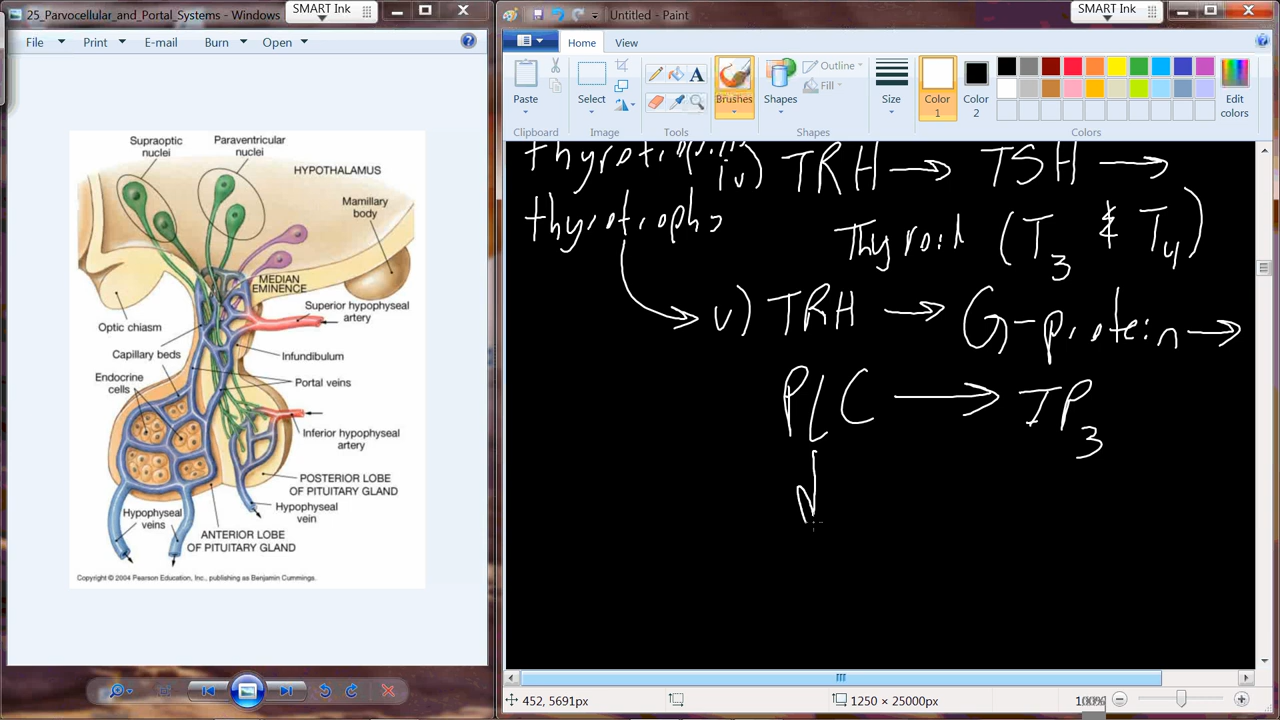 25_Parvocellular_and_Portal_Systems - Windows
SMART Ink
File Print E-mail Burn Open
Supraoptic
nuclei
Paraventricular
nuclei
HYPOTHALAMUS
Mamillary
body
MEDIAN
EMINENCE
Superior hypophyseal
artery
Optic chiasm
Capillary beds
Infundibulum
Endocrine
cells
Portal veins
Inferior hypophyseal
artery
POSTERIOR LOBE
OF PITUITARY GLAND
Hypophyseal
vein
Hypophyseal
veins
ANTERIOR LOBE
OF PITUITARY GLAND
Copyright © 2004 Pearson Education, Inc., publishing as Benjamin Cummings.
Untitled - Paint
SMART Ink
Home View
Paste
Select
Brushes
Shapes
Outline
Fill
Size
Color
1
Color
2
Edit
colors
Clipboard Image Tools Shapes Colors
iv) TRH → TSH →
thyrotrophs
Thyroid (T3 & T4)
v) TRH → G-protein →
PLC → IP3
452, 5691px
1250 × 25000px
100%